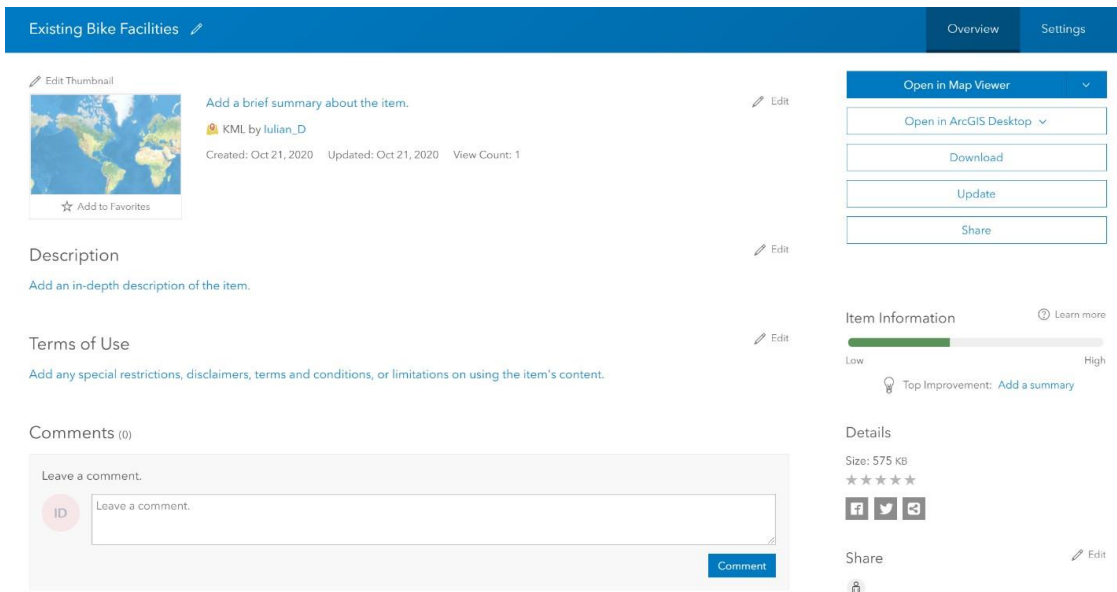 Existing Bike Facilities
Overview
Settings
Edit Thumbnail
Add to Favorites
Add a brief summary about the item.
Edit
KML by Iulian_D
Created: Oct 21, 2020 Updated: Oct 21, 2020 View Count: 1
Description
Edit
Add an in-depth description of the item.
Terms of Use
Edit
Add any special restrictions, disclaimers, terms and conditions, or limitations on using the item's content.
Comments (0)
Leave a comment.
ID
Leave a comment.
Comment
Open in Map Viewer
Open in ArcGIS Desktop
Download
Update
Share
Item Information
Learn more
Low
High
Top Improvement: Add a summary
Details
Size: 575 KB
Share
Edit